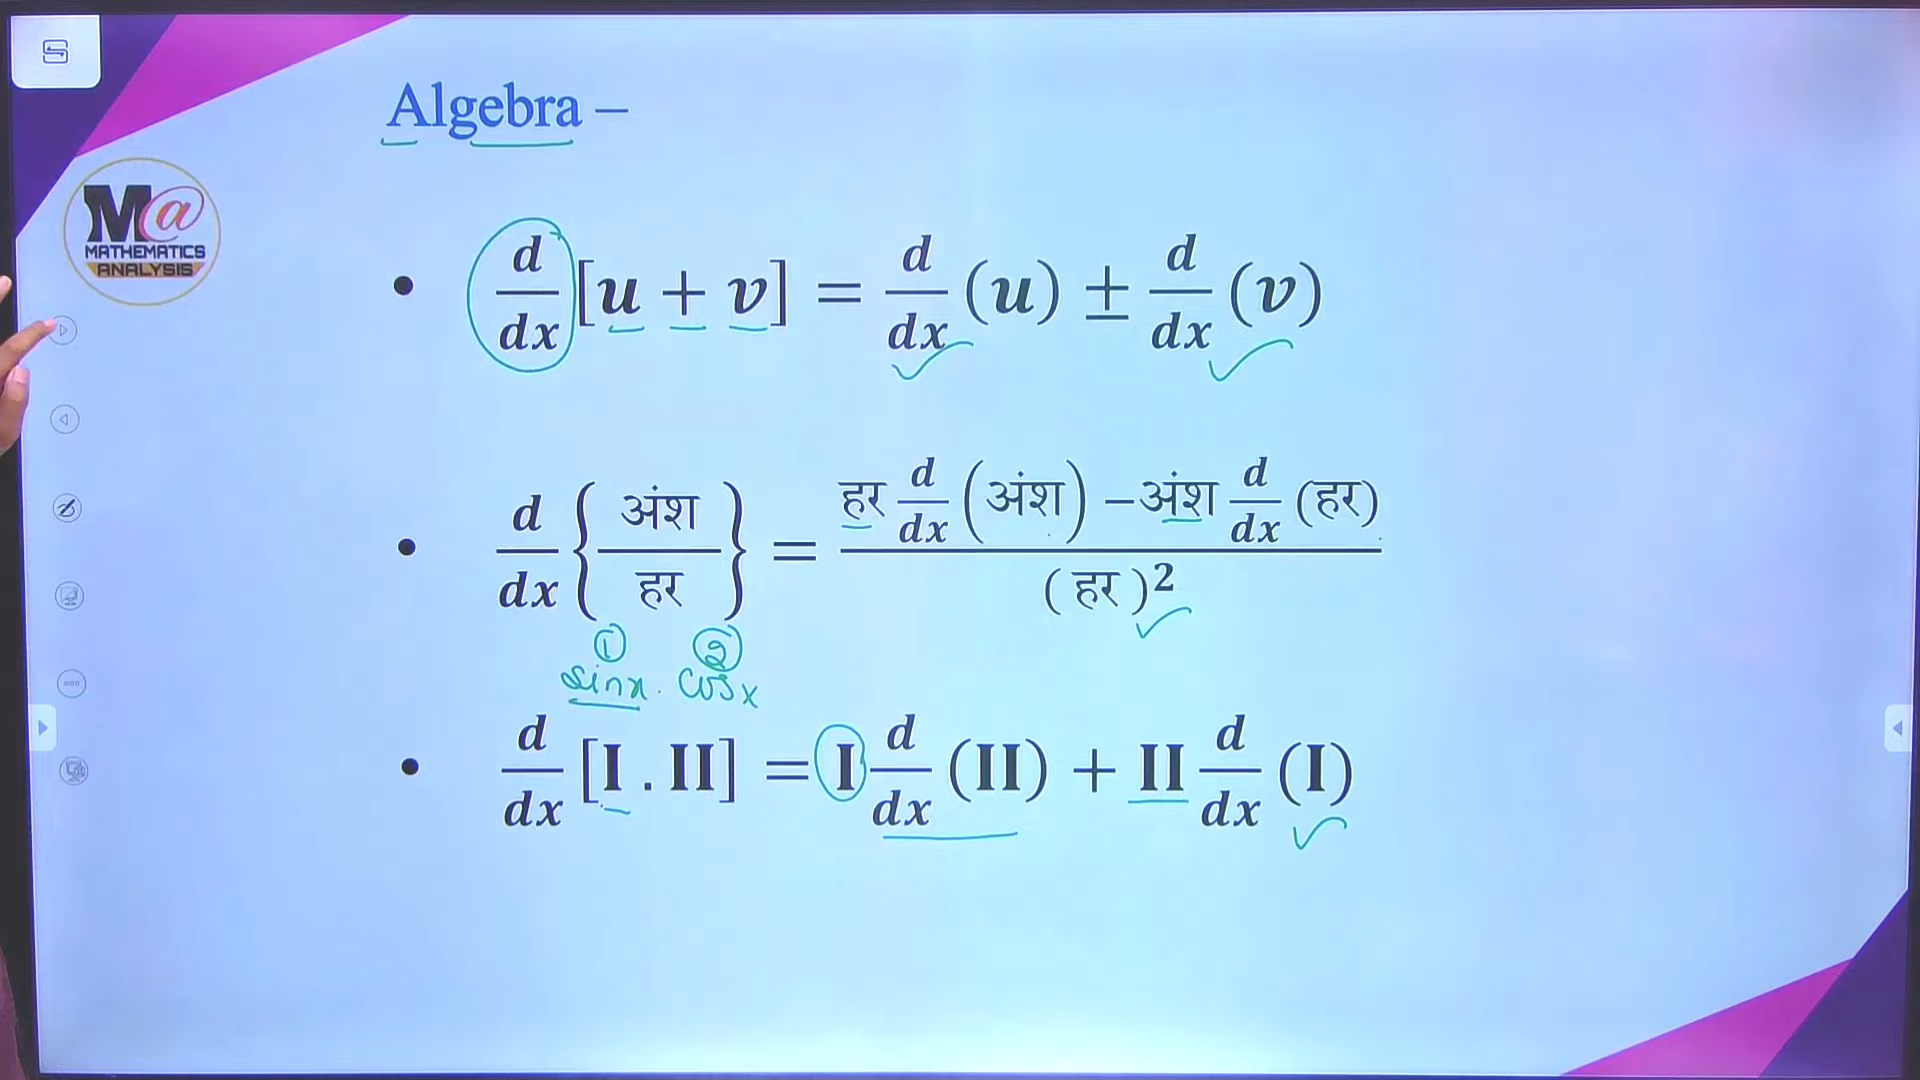 Algebra –
M@
MATHEMATICS
ANALYSIS
• d/dx [u + v] = d/dx (u) ± d/dx (v)
• d/dx {अंश/हर} = (हर d/dx (अंश) – अंश d/dx (हर)) / (हर)²
① ②
sinx . cosx
• d/dx [I . II] = I d/dx (II) + II d/dx (I)